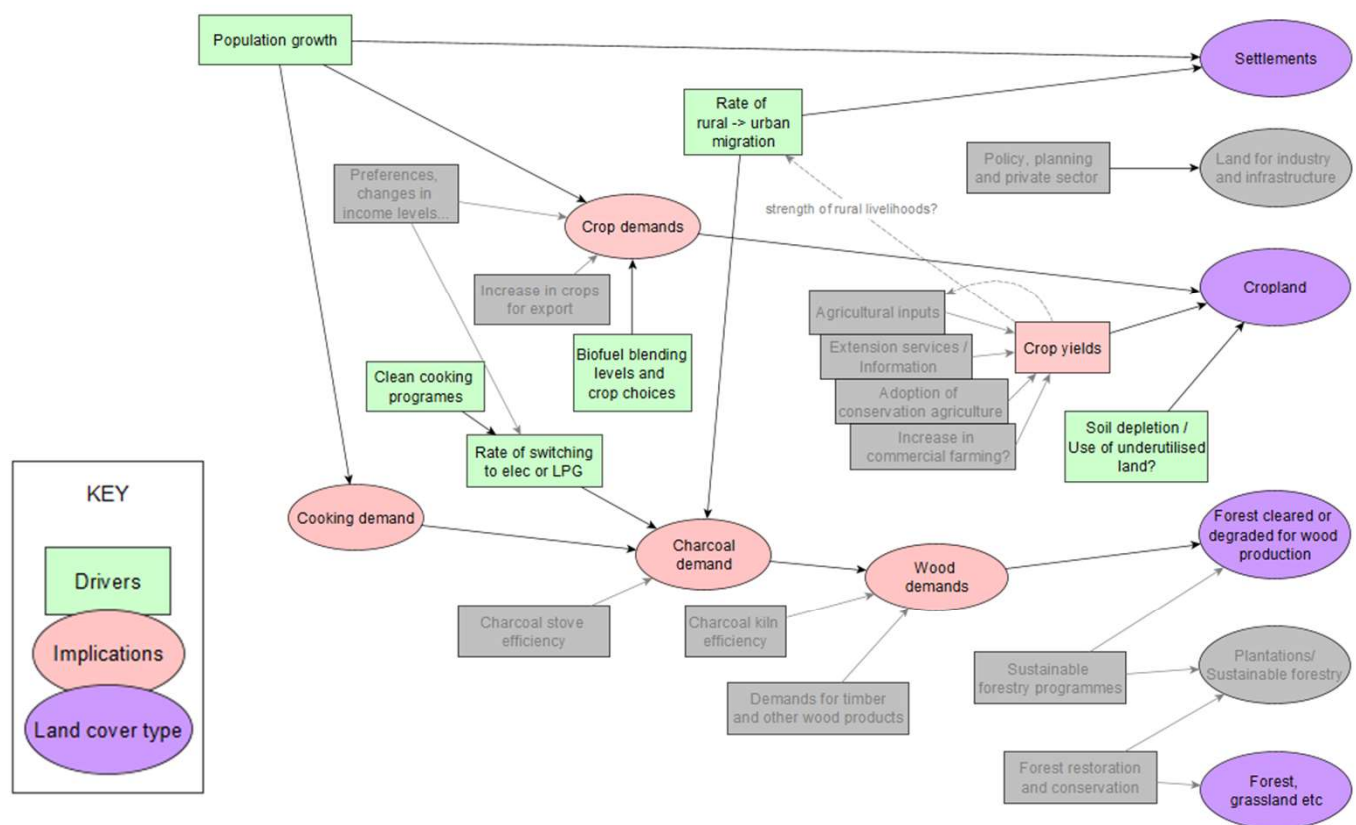 Population growth
Settlements
Rate of
rural -> urban
migration
Policy, planning
and private sector
Land for industry
and infrastructure
Preferences,
changes in
income levels...
strength of rural livelihoods?
Crop demands
Increase in crops
for export
Cropland
Agricultural inputs
Extension services /
Information
Adoption of
conservation agriculture
Increase in
commercial farming?
Crop yields
Biofuel blending
levels and
crop choices
Clean cooking
programes
Rate of switching
to elec or LPG
Soil depletion /
Use of underutilised
land?
KEY
Drivers
Implications
Land cover type
Cooking demand
Charcoal
demand
Wood
demands
Forest cleared or
degraded for wood
production
Charcoal stove
efficiency
Charcoal kiln
efficiency
Demands for timber
and other wood products
Sustainable
forestry programmes
Plantations/
Sustainable forestry
Forest restoration
and conservation
Forest,
grassland etc